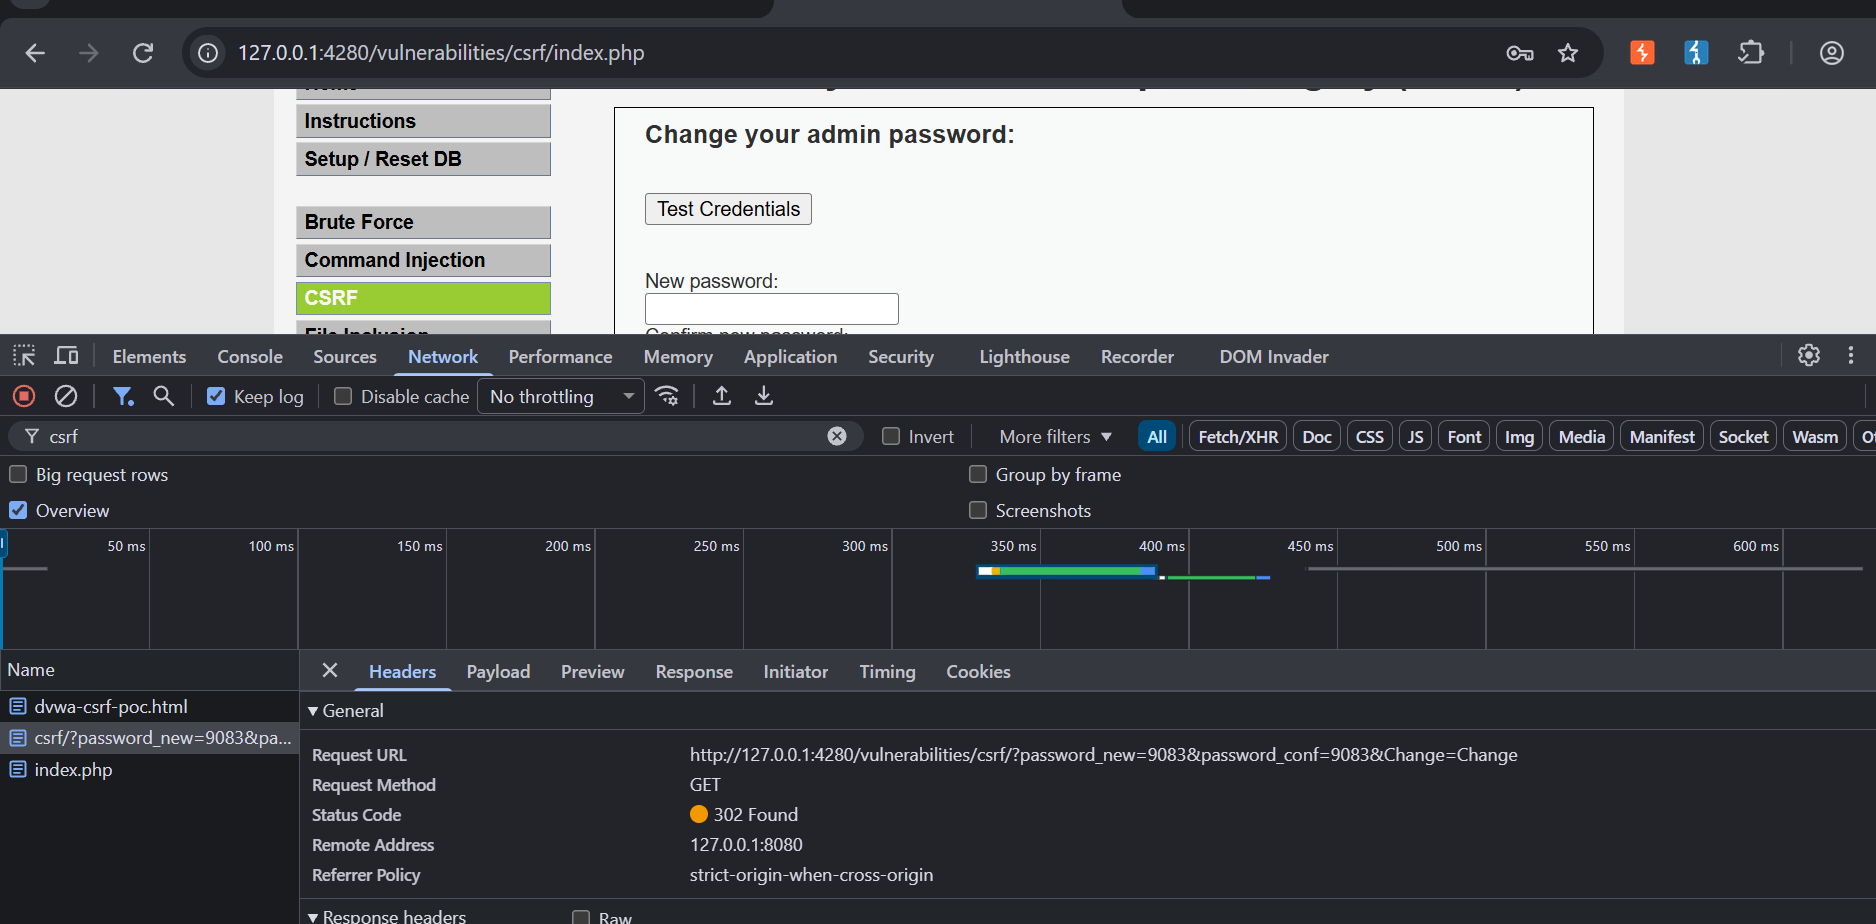 127.0.0.1:4280/vulnerabilities/csrf/index.php
Instructions
Setup / Reset DB
Brute Force
Command Injection
CSRF
File Inclusion
Change your admin password:
Test Credentials
New password:
Confirm new password:
Elements Console Sources Network Performance Memory Application Security Lighthouse Recorder DOM Invader
Keep log Disable cache No throttling
csrf Invert More filters All Fetch/XHR Doc CSS JS Font Img Media Manifest Socket Wasm
Big request rows Group by frame
Overview Screenshots
50 ms 100 ms 150 ms 200 ms 250 ms 300 ms 350 ms 400 ms 450 ms 500 ms 550 ms 600 ms
Name
dvwa-csrf-poc.html
csrf/?password_new=9083&pa...
index.php
Headers Payload Preview Response Initiator Timing Cookies
General
Request URL http://127.0.0.1:4280/vulnerabilities/csrf/?password_new=9083&password_conf=9083&Change=Change
Request Method GET
Status Code 302 Found
Remote Address 127.0.0.1:8080
Referrer Policy strict-origin-when-cross-origin
Response headers Raw